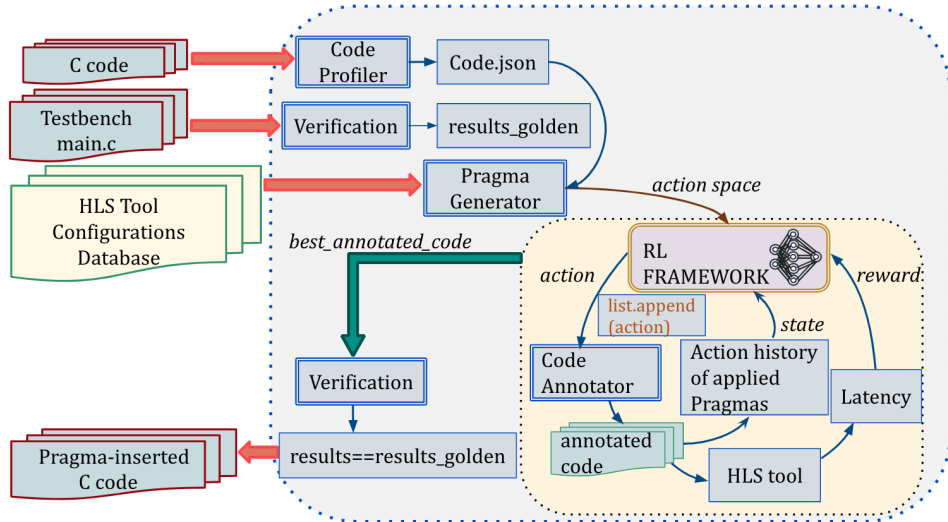 C code
Code
Profiler
Code.json
Testbench
main.c
Verification
results_golden
HLS Tool
Configurations
Database
Pragma
Generator
action space
best_annotated_code
RL
FRAMEWORK
action
reward
list.append
(action)
state
Verification
Code
Annotator
Action history
of applied
Pragmas
Latency
annotated
code
HLS tool
results==results_golden
Pragma-inserted
C code